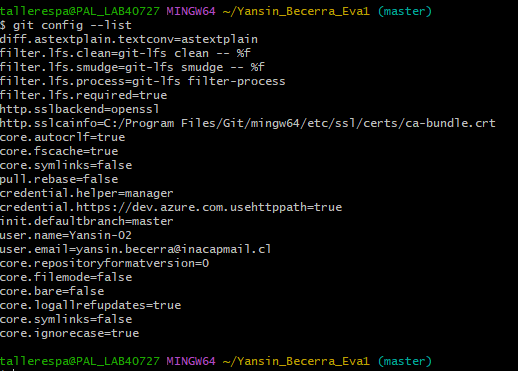 tallerespa@PAL_LAB40727 MINGW64 ~/Yansin_Becerra_Eva1 (master)
$ git config --list
diff.astextplain.textconv=astextplain
filter.lfs.clean=git-lfs clean -- %f
filter.lfs.smudge=git-lfs smudge -- %f
filter.lfs.process=git-lfs filter-process
filter.lfs.required=true
http.sslbackend=openssl
http.sslcainfo=C:/Program Files/Git/mingw64/etc/ssl/certs/ca-bundle.crt
core.autocrlf=true
core.fscache=true
core.symlinks=false
pull.rebase=false
credential.helper=manager
credential.https://dev.azure.com.usehttppath=true
init.defaultbranch=master
user.name=Yansin-02
user.email=yansin.becerra@inacapmail.cl
core.repositoryformatversion=0
core.filemode=false
core.bare=false
core.logallrefupdates=true
core.symlinks=false
core.ignorecase=true
tallerespa@PAL_LAB40727 MINGW64 ~/Yansin_Becerra_Eva1 (master)